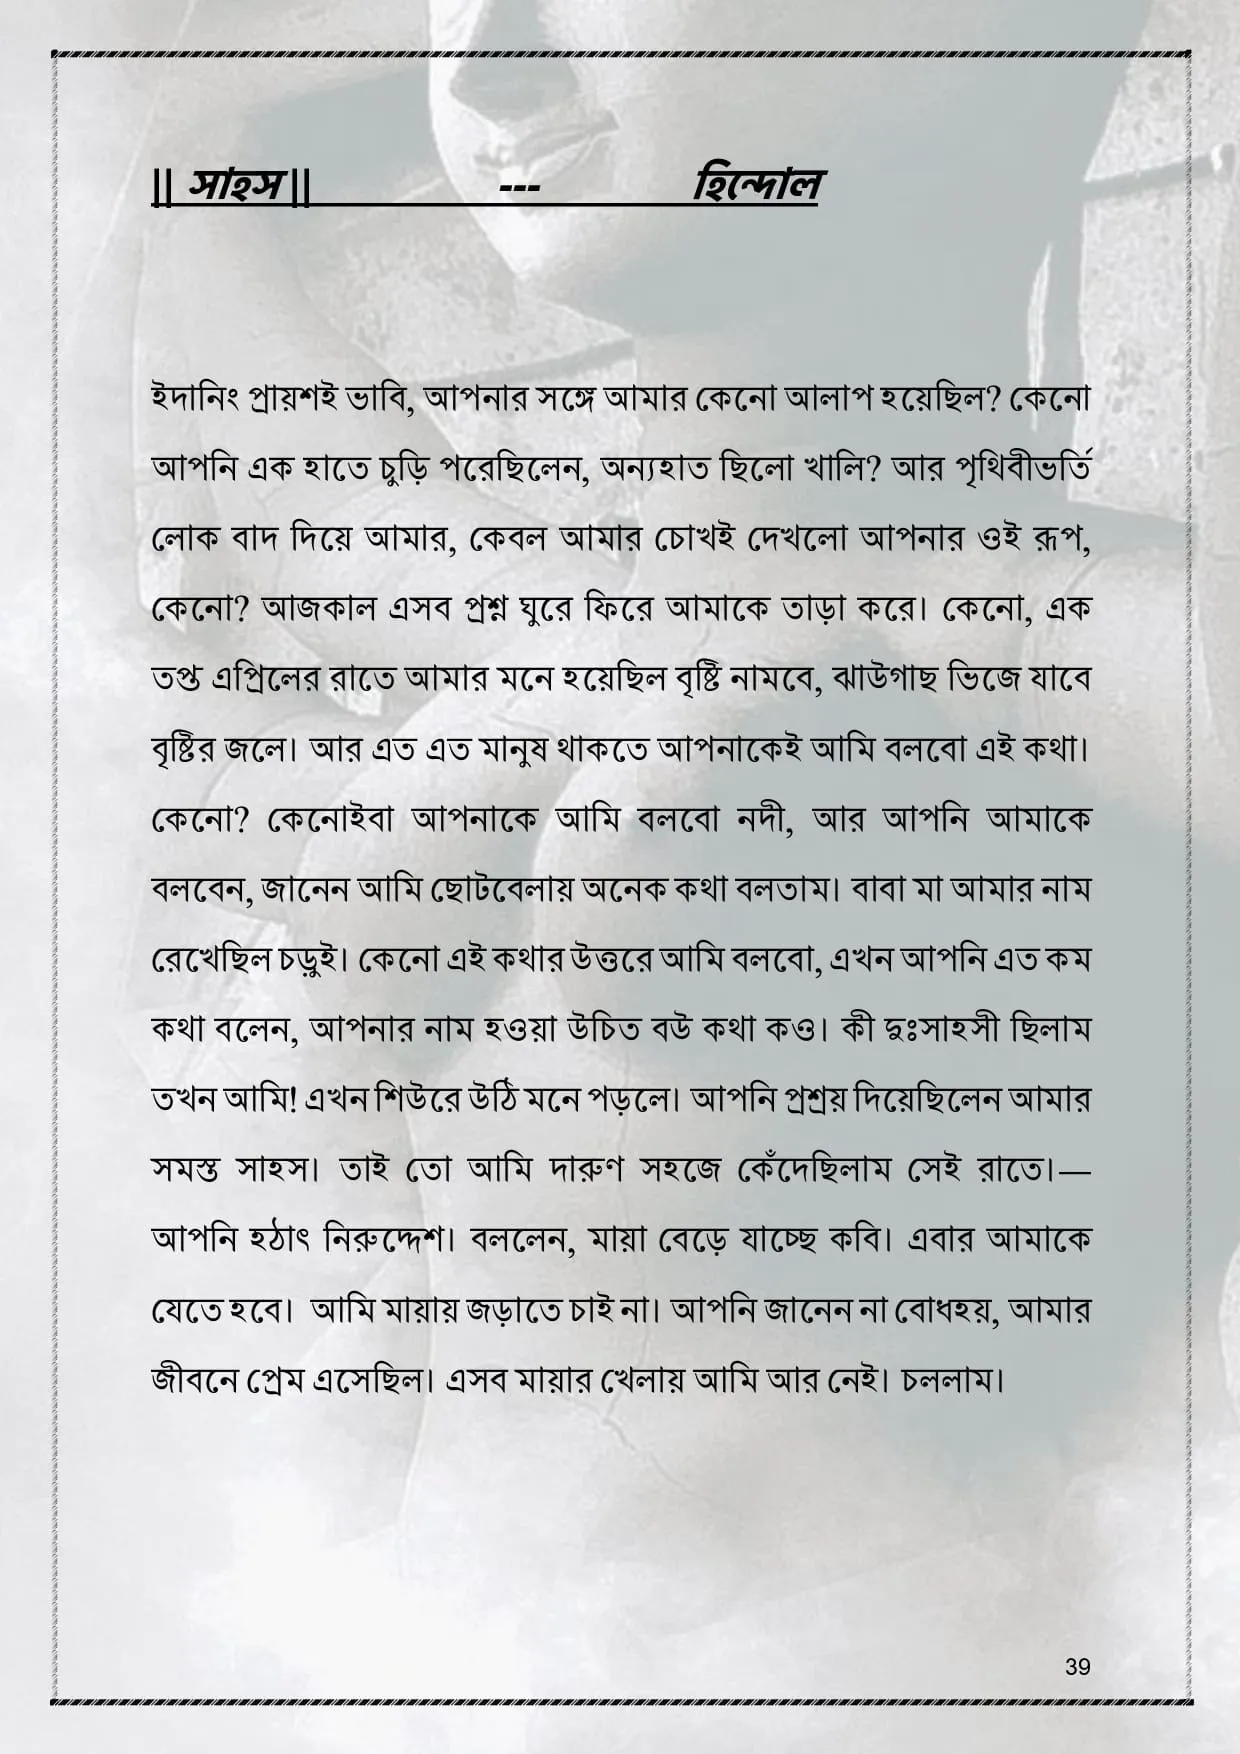 || সাহস || --- হিন্দোল
ইদানিং প্রায়শই ভাবি, আপনার সঙ্গে আমার কেনো আলাপ হয়েছিল? কেনো
আপনি এক হাতে চুড়ি পরেছিলেন, অন্যহাত ছিলো খালি? আর পৃথিবীভর্তি
লোক বাদ দিয়ে আমার, কেবল আমার চোখই দেখলো আপনার ওই রূপ,
কেনো? আজকাল এসব প্রশ্ন ঘুরে ফিরে আমাকে তাড়া করে। কেনো, এক
তপ্ত এপ্রিলের রাতে আমার মনে হয়েছিল বৃষ্টি নামবে, ঝাউগাছ ভিজে যাবে
বৃষ্টির জলে। আর এত এত মানুষ থাকতে আপনাকেই আমি বলবো এই কথা।
কেনো? কেনোইবা আপনাকে আমি বলবো নদী, আর আপনি আমাকে
বলবেন, জানেন আমি ছোটবেলায় অনেক কথা বলতাম। বাবা মা আমার নাম
রেখেছিল চড়ুই। কেনো এই কথার উত্তরে আমি বলবো, এখন আপনি এত কম
কথা বলেন, আপনার নাম হওয়া উচিত বউ কথা কও। কী দুঃসাহসী ছিলাম
তখন আমি! এখন শিউরে উঠি মনে পড়লে। আপনি প্রশ্রয় দিয়েছিলেন আমার
সমস্ত সাহস। তাই তো আমি দারুণ সহজে কেঁদেছিলাম সেই রাতে।—
আপনি হঠাৎ নিরুদ্দেশ। বললেন, মায়া বেড়ে যাচ্ছে কবি। এবার আমাকে
যেতে হবে। আমি মায়ায় জড়াতে চাই না। আপনি জানেন না বোধহয়, আমার
জীবনে প্রেম এসেছিল। এসব মায়ার খেলায় আমি আর নেই। চললাম।
39